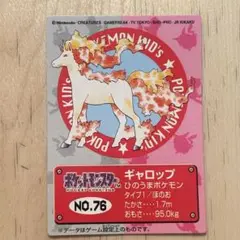 ©Nintendo・CREATURES・GAMEFREAK・TV TOKYO・SHO-PRO・JR KIKAKU
POKÉMON KID'S
POKÉMON KID'S
ポケットモンスター
NO.76
ギャロップ
ひのうまポケモン
タイプ1/ほのお
たかさ・・・1.7m
おもさ・・・95.0kg
※データはゲーム設定上のものです。